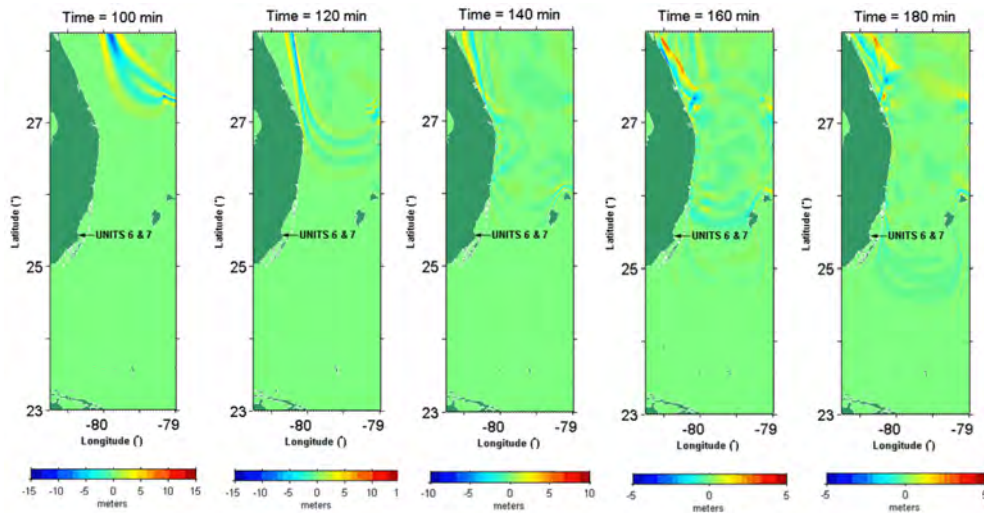 Time = 100 min
Time = 120 min
Time = 140 min
Time = 160 min
Time = 180 min
27
27
27
27
27
Latitude (°)
Latitude (°)
Latitude (°)
Latitude (°)
Latitude (°)
UNITS 6 & 7
UNITS 6 & 7
UNITS 6 & 7
UNITS 6 & 7
UNITS 6 & 7
25
25
25
25
25
23
23
23
23
23
-80 -79
-80 -79
-80 -79
-80 -79
-80 -79
Longitude (°)
Longitude (°)
Longitude (°)
Longitude (°)
Longitude (°)
-15 -10 -5 0 5 10 15
-15 -10 -5 0 5 10 1
-10 -5 0 5 10
-5 0 5
-5 0 5
meters
meters
meters
meters
meters